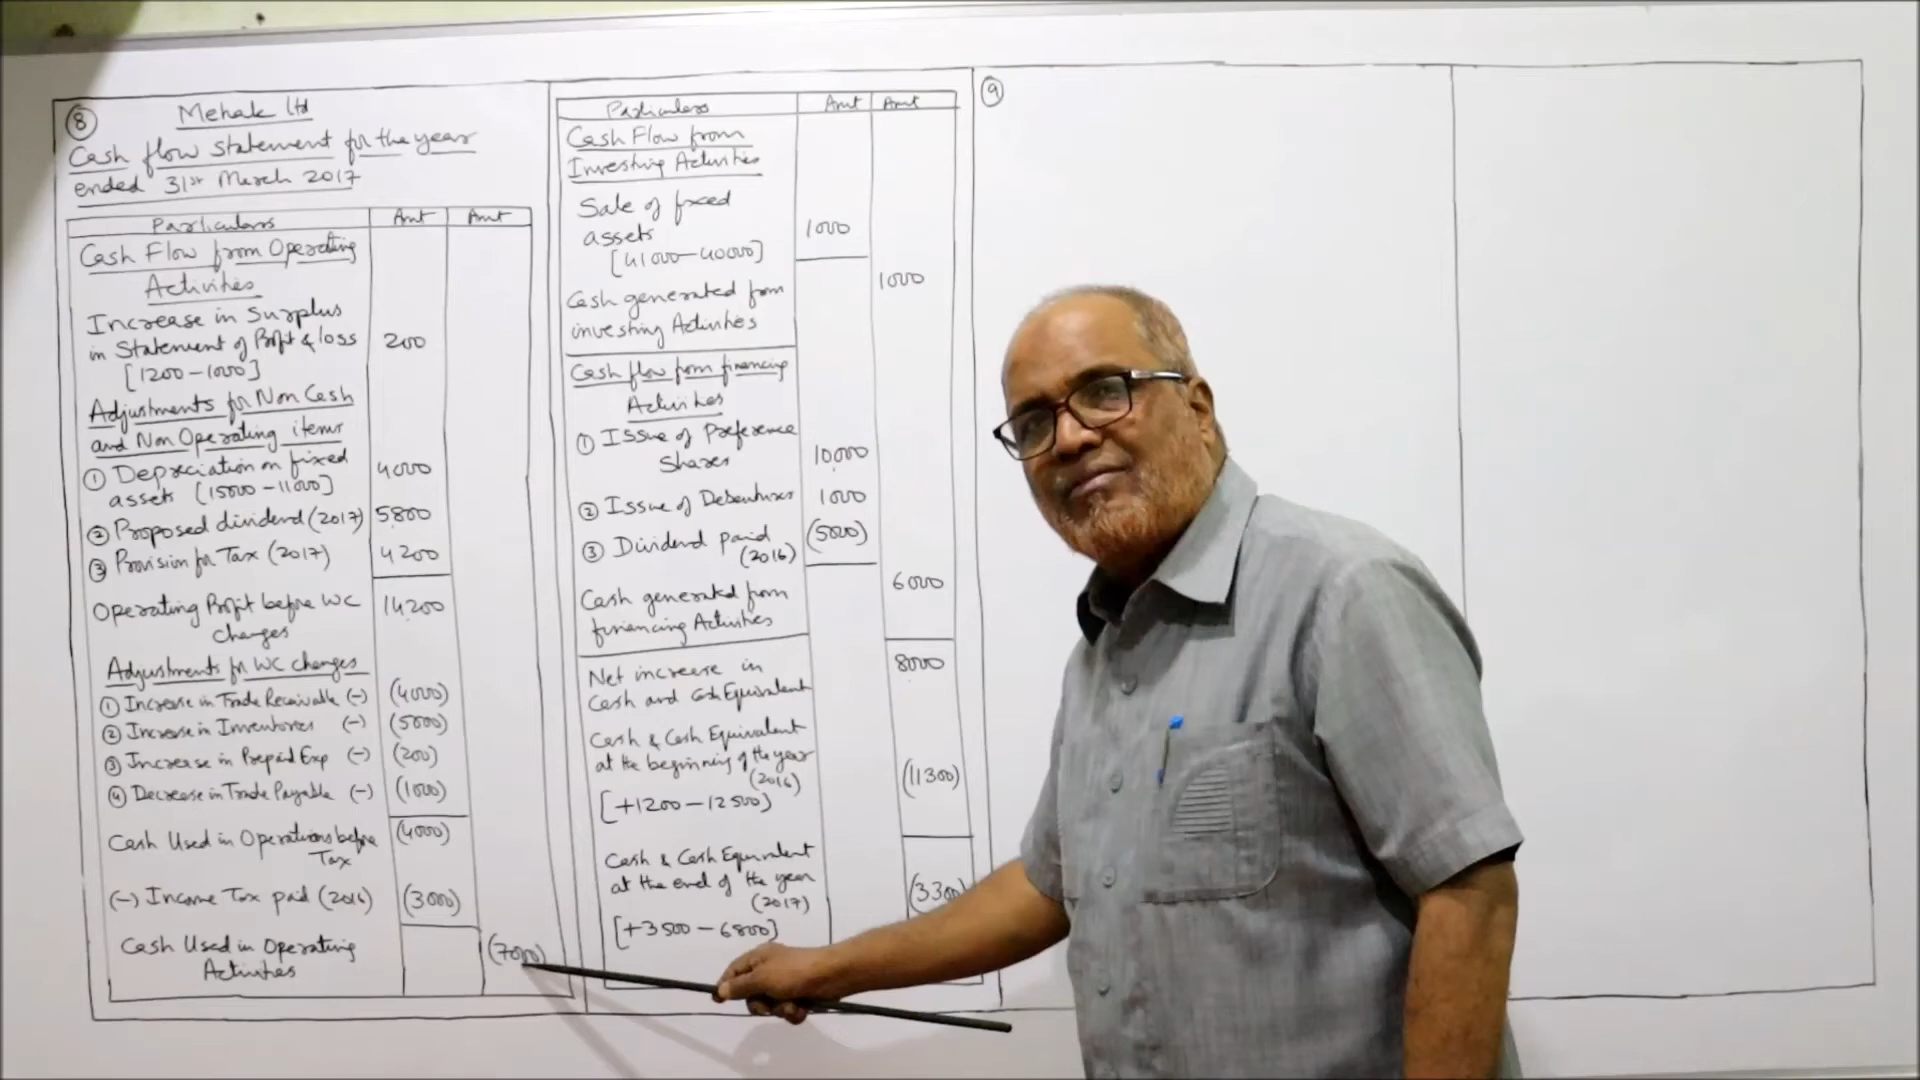 8
Mehak Ltd
Cash flow statement for the year
ended 31st March 2017
Particulars Amt Amt
Cash Flow from Operating
Activities
Increase in Surplus
in Statement of Profit & loss 200
[1200-1000]
Adjustments for Non Cash
and Non Operating items
① Depreciation on fixed 4000
assets [15000-11000]
② Proposed dividend (2017) 5800
③ Provision for Tax (2017) 4200
Operating Profit before WC 14,200
changes
Adjustments for WC changes
① Increase in Trade Receivable (-) (4000)
② Increase in Inventories (-)
③ Increase in Prepaid Exp (-) (200)
④ Decrease in Trade Payable (-) (1000)
Cash Used in Operations before (4000)
Tax
(-) Income Tax paid (2016) (3000)
Cash Used in Operating (7000)
Activities
Particulars Amt Amt
Cash Flow from
Investing Activities
Sale of fixed
assets 1000
[41000-40000]
Cash generated from 1000
investing Activities
Cash flow from financing
Activities
① Issue of Preference
Shares 10,000
② Issue of Debentures 1000
③ Dividend paid (5000)
(2016)
Cash generated from 6000
financing Activities
Net increase in 8000
Cash and Cash Equivalent
Cash & Cash Equivalent
at the beginning of the year (11300)
(2016)
[+1200-12500]
Cash & Cash Equivalent
at the end of the year (3300)
(2017)
[+3500-6800]
9